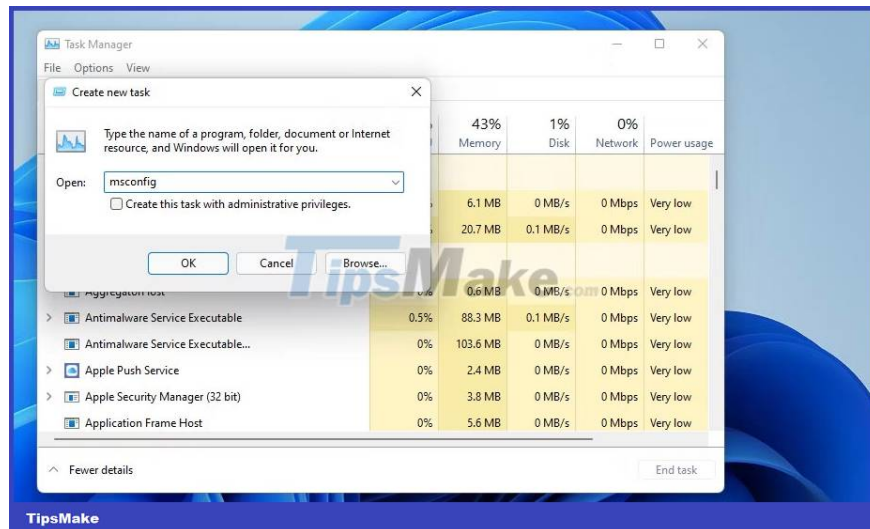 Task Manager
File Options View
Create new task
Type the name of a program, folder, document or Internet
resource, and Windows will open it for you.
Open: msconfig
Create this task with administrative privileges.
OK Cancel Browse...
43% 1% 0%
Memory Disk Network Power usage
6.1 MB 0 MB/s 0 Mbps Very low
20.7 MB 0.1 MB/s 0 Mbps Very low
TipsMake.com
0.6 MB 0 MB/s 0 Mbps Very low
Antimalware Service Executable 0.5% 88.3 MB 0.1 MB/s 0 Mbps Very low
Antimalware Service Executable... 0% 103.6 MB 0 MB/s 0 Mbps Very low
Apple Push Service 0% 2.4 MB 0 MB/s 0 Mbps Very low
Apple Security Manager (32 bit) 0% 3.8 MB 0 MB/s 0 Mbps Very low
Application Frame Host 0% 5.6 MB 0 MB/s 0 Mbps Very low
Fewer details End task
TipsMake